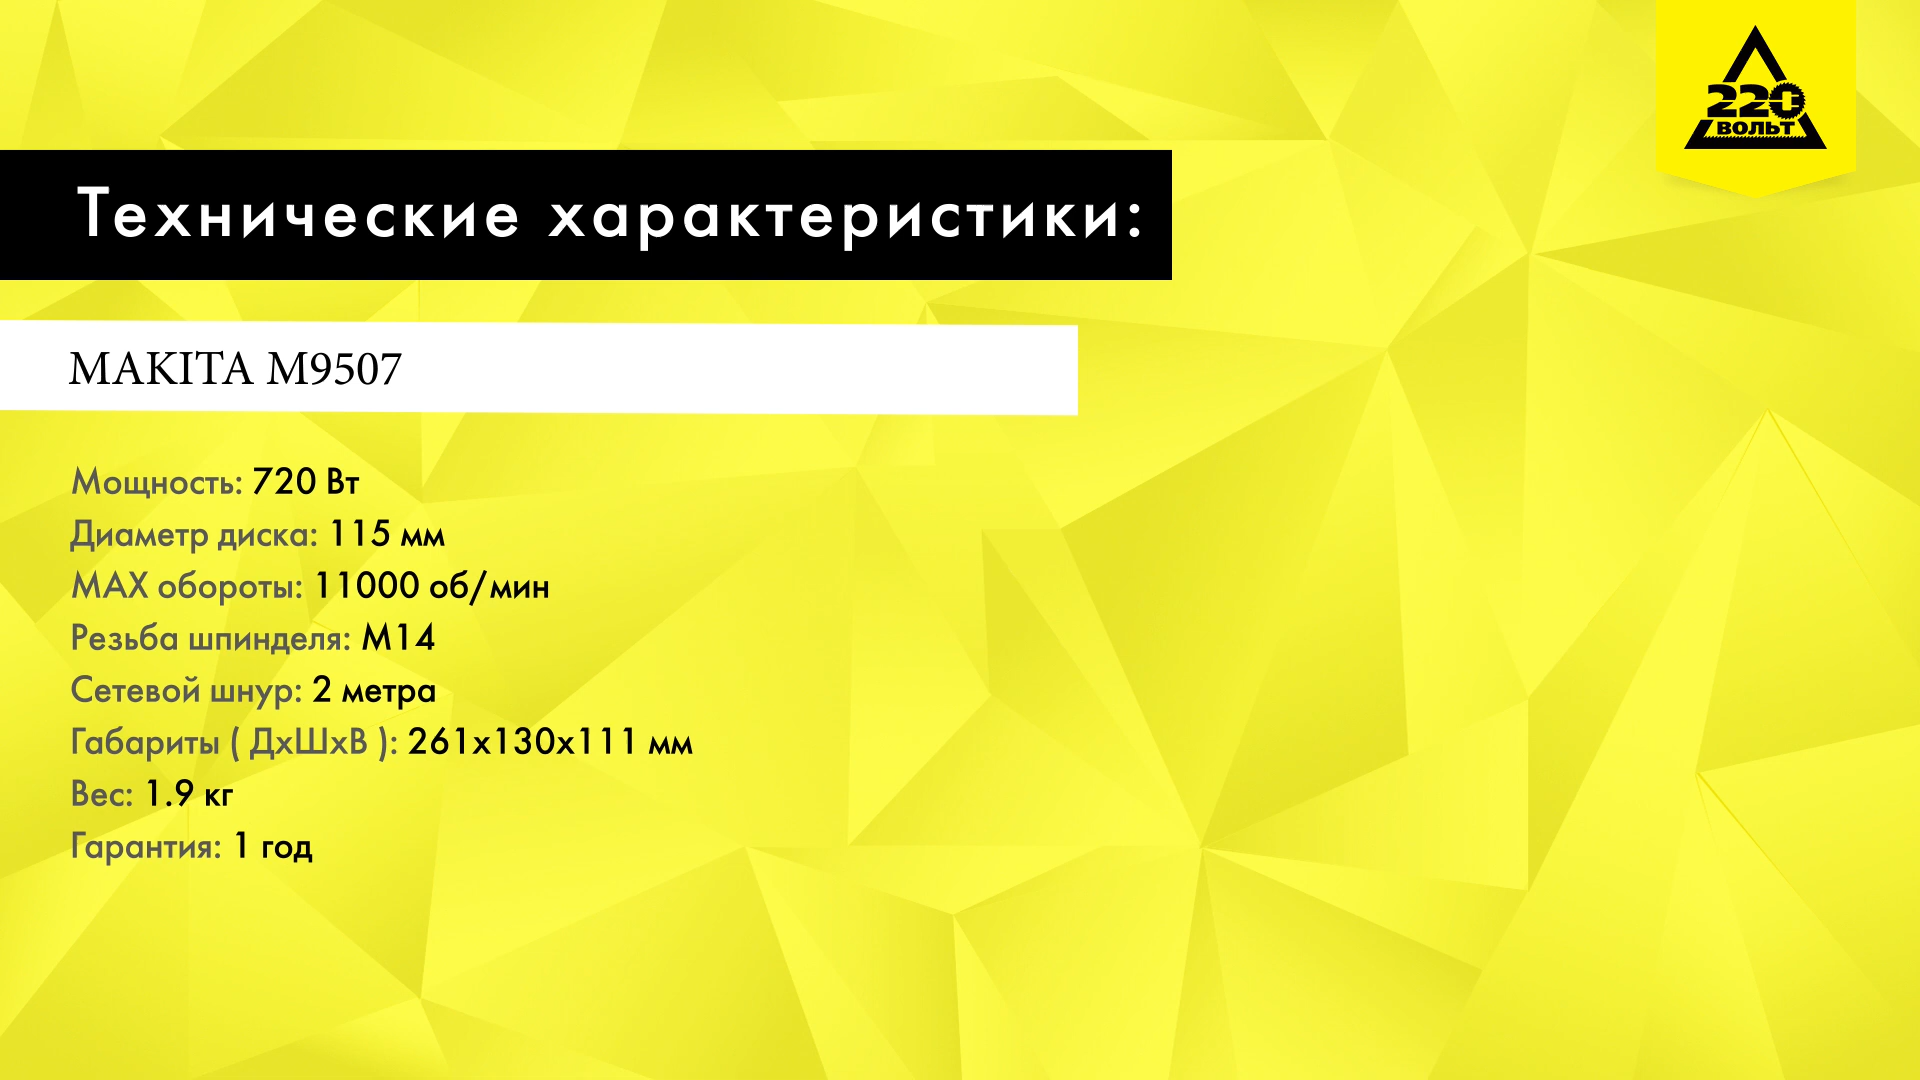 220
ВОЛЬТ
Технические характеристики:
MAKITA M9507
Мощность: 720 Вт
Диаметр диска: 115 мм
MAX обороты: 11000 об/мин
Резьба шпинделя: М14
Сетевой шнур: 2 метра
Габариты ( ДхШхВ ): 261х130х111 мм
Вес: 1.9 кг
Гарантия: 1 год